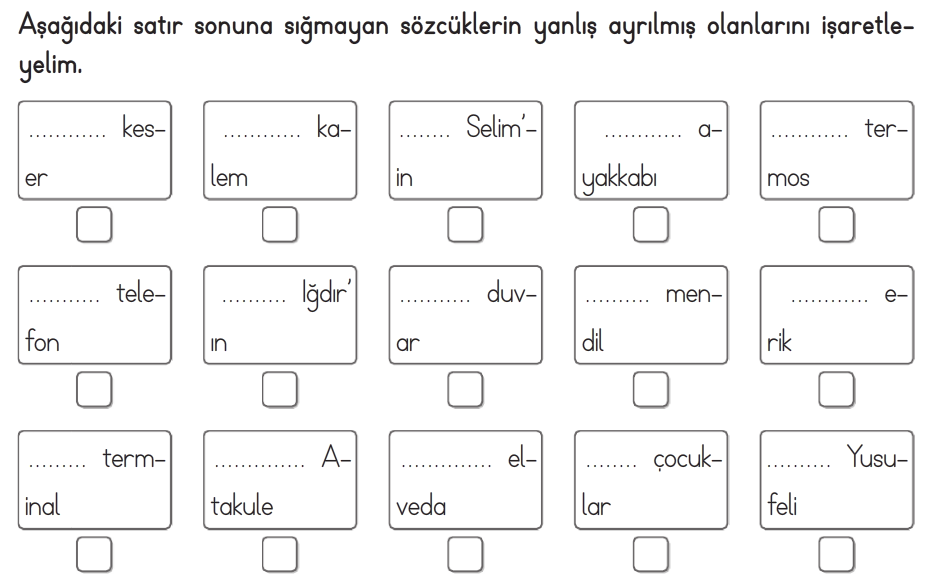 Aşağıdaki satır sonuna sığmayan sözcüklerin yanlış ayrılmış olanlarını işaretle-
yelim.
............ kes-
er
............ ka-
lem
........ Selim'-
in
............ a-
yakkabı
............ ter-
mos
........... tele-
fon
.......... Iğdır'
ın
........... duv-
ar
.......... men-
dil
............ e-
rik
......... term-
inal
.............. A-
takule
.............. el-
veda
........ çocuk-
lar
.......... Yusu-
feli